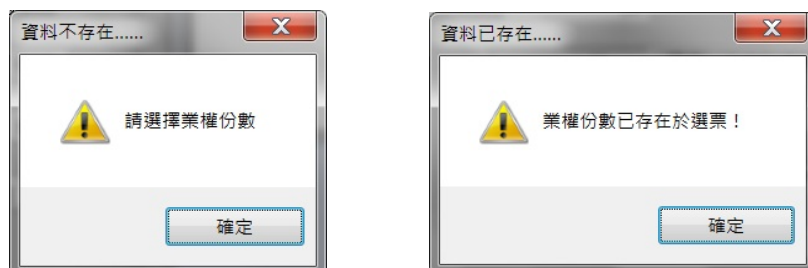 資料不存在......
請選擇業權份數
確定
資料已存在......
業權份數已存在於選票！
確定